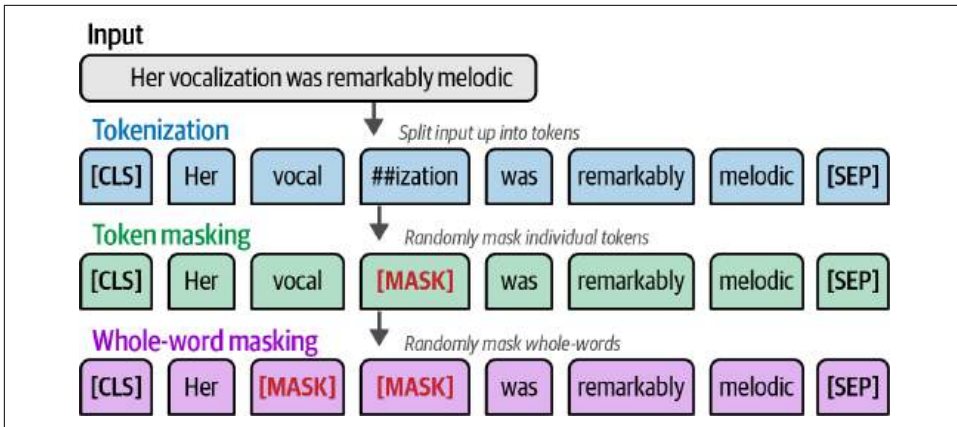 Input
Her vocalization was remarkably melodic
Tokenization
Split input up into tokens
[CLS] Her vocal ##ization was remarkably melodic [SEP]
Token masking
Randomly mask individual tokens
[CLS] Her vocal [MASK] was remarkably melodic [SEP]
Whole-word masking
Randomly mask whole-words
[CLS] Her [MASK] [MASK] was remarkably melodic [SEP]